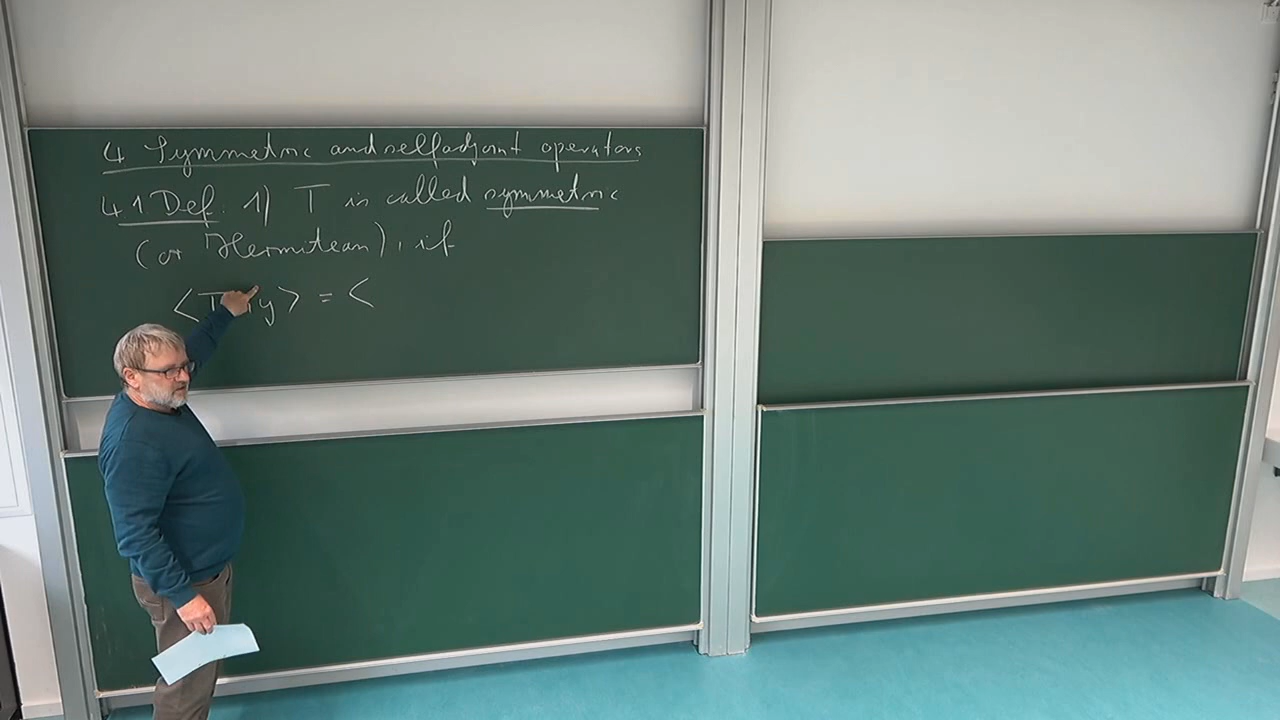 4 Symmetric and selfadjoint operators
4.1 Def. 1) T is called symmetric
(or Hermitean), if
<T y> = <